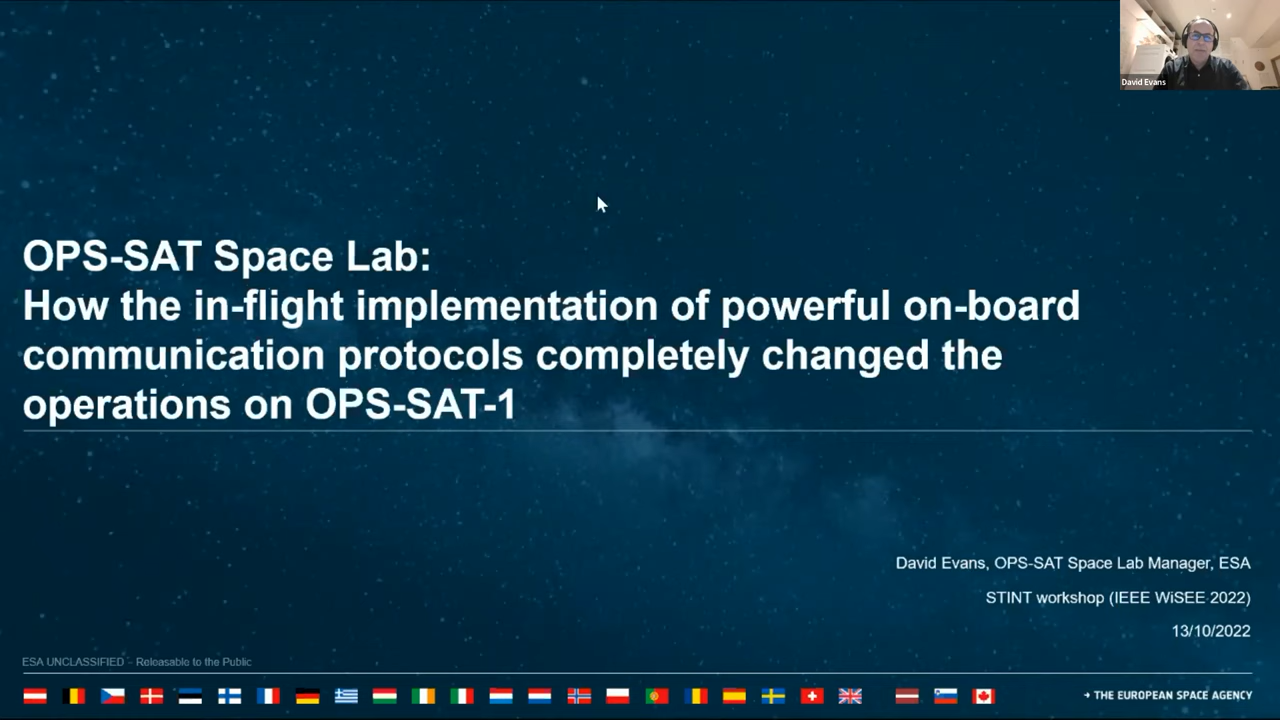 David Evans
OPS-SAT Space Lab:
How the in-flight implementation of powerful on-board
communication protocols completely changed the
operations on OPS-SAT-1
David Evans, OPS-SAT Space Lab Manager, ESA
STINT workshop (IEEE WiSEE 2022)
13/10/2022
ESA UNCLASSIFIED – Releasable to the Public
→ THE EUROPEAN SPACE AGENCY